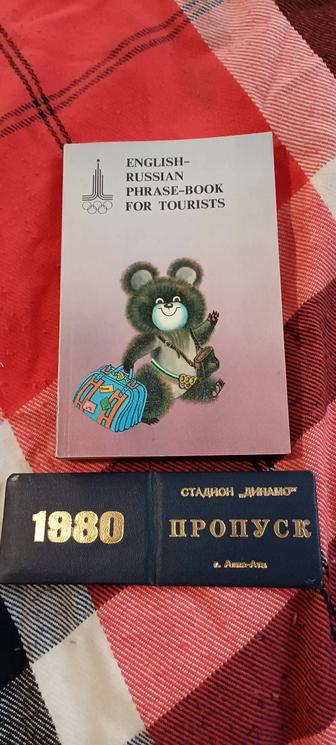 ENGLISH-
RUSSIAN
PHRASE-BOOK
FOR TOURISTS
1980
СТАДИОН „ДИНАМО“
ПРОПУСК
г. Алма-Ата